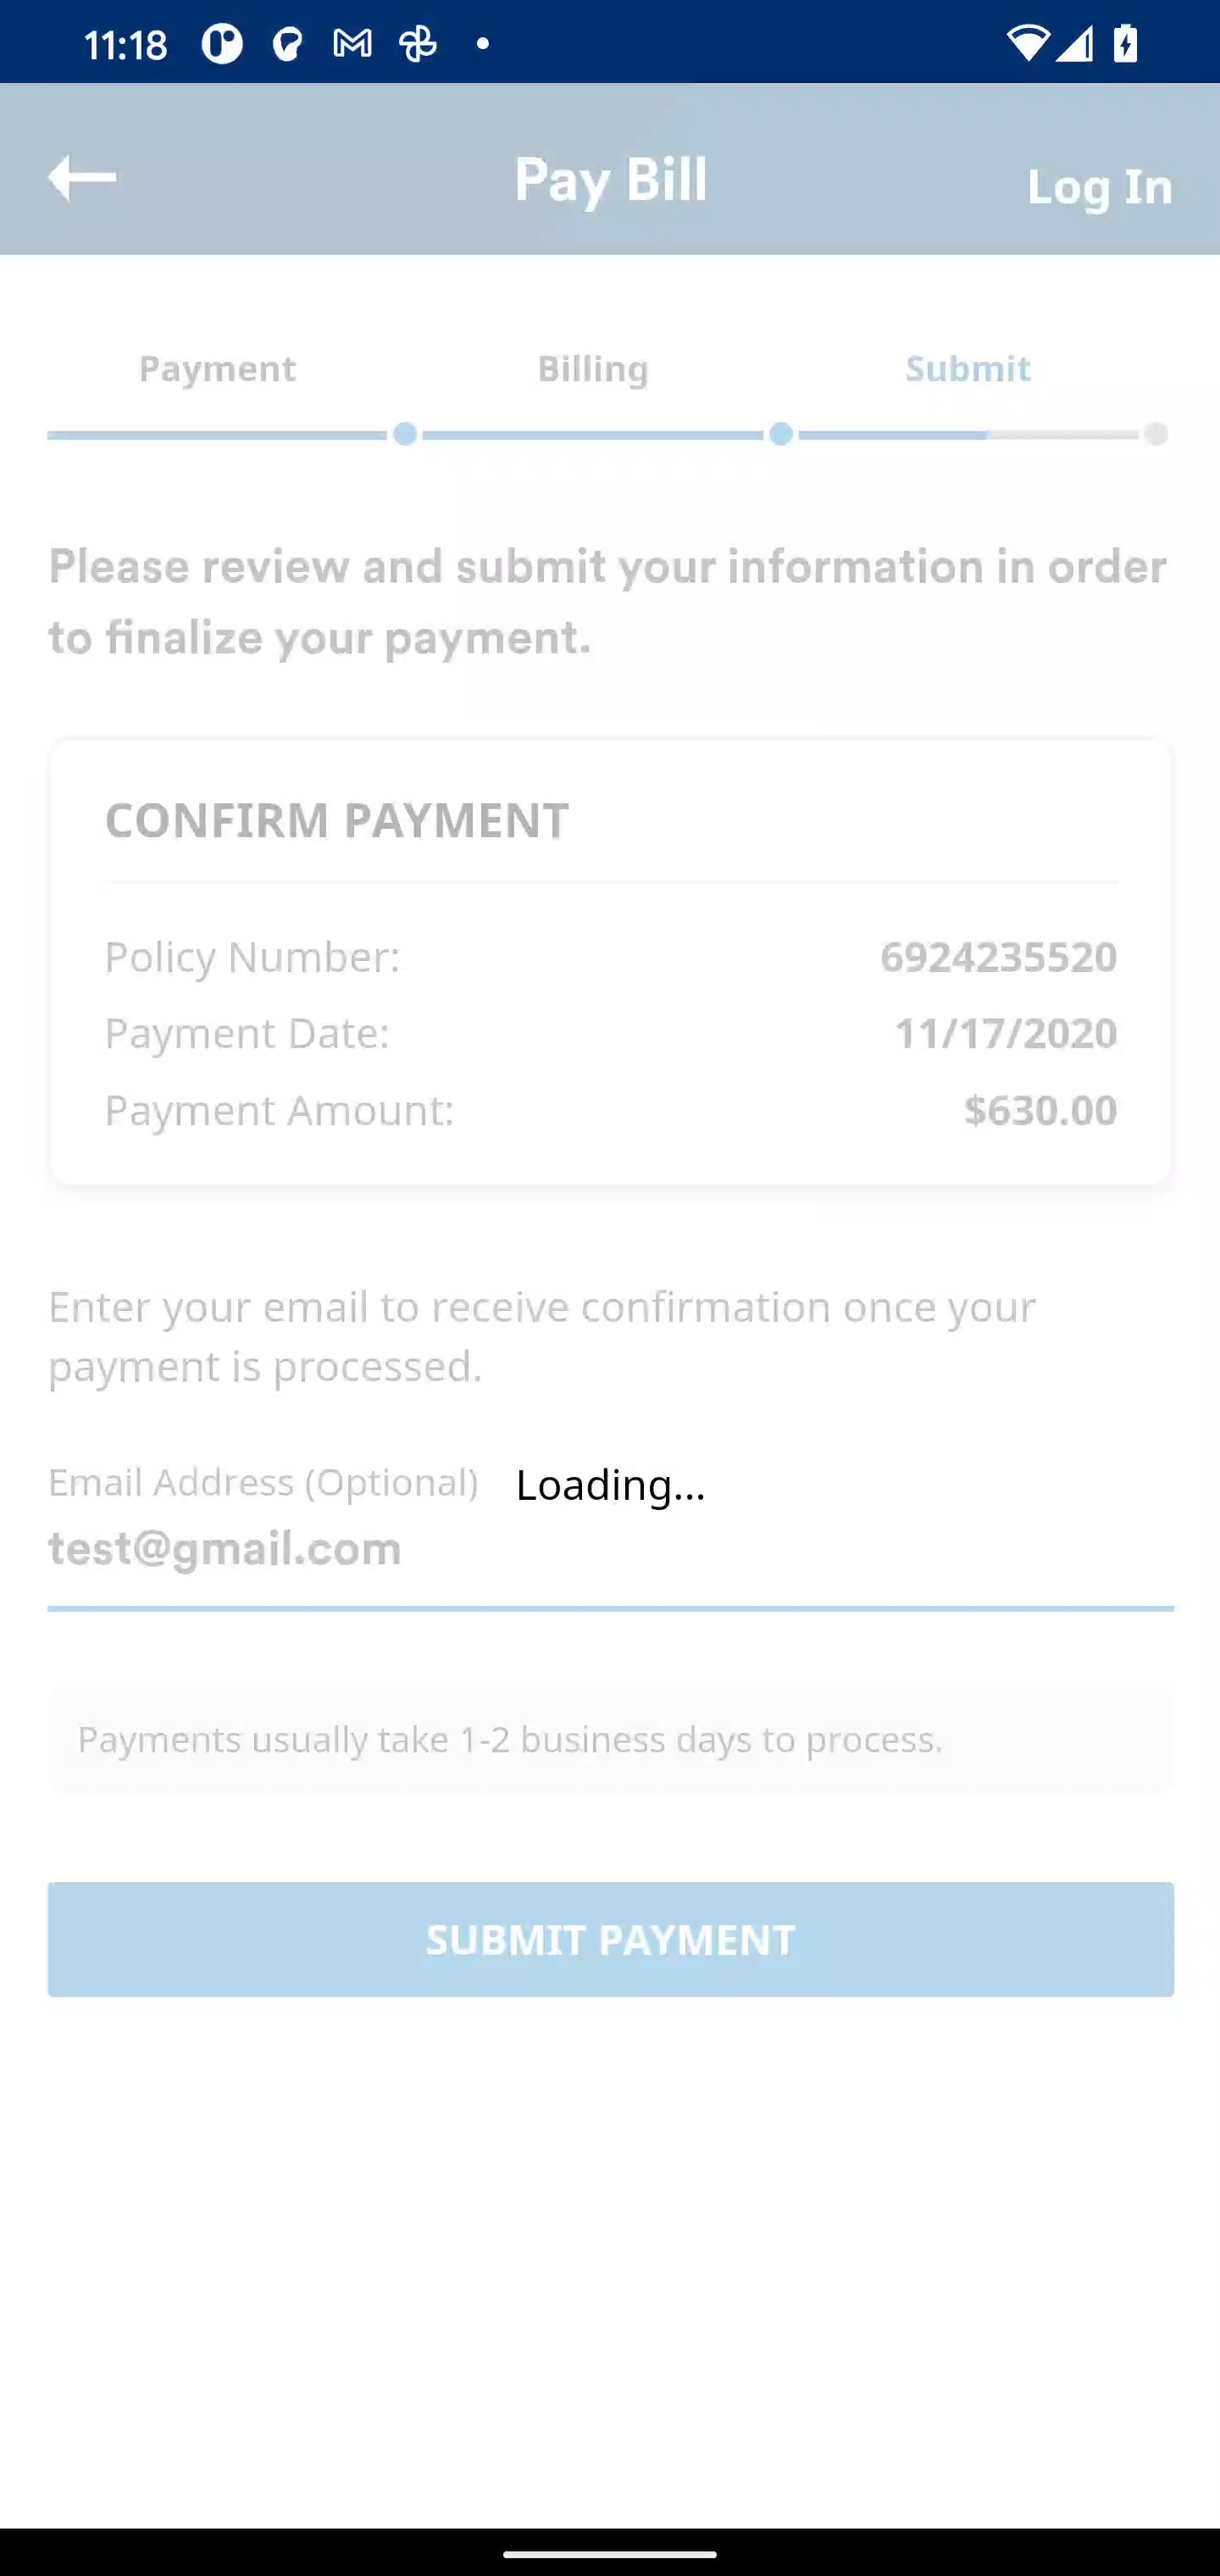 11:18
Pay Bill
Log In
Payment
Billing
Submit
Please review and submit your information in order
to finalize your payment.
CONFIRM PAYMENT
Policy Number: 6924235520
Payment Date: 11/17/2020
Payment Amount: $630.00
Enter your email to receive confirmation once your
payment is processed.
Email Address (Optional)
Loading...
test@gmail.com
Payments usually take 1-2 business days to process.
SUBMIT PAYMENT